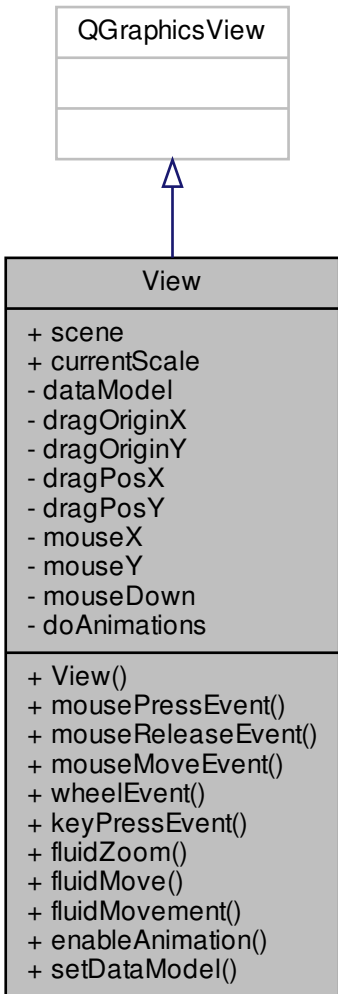 QGraphicsView
View
+ scene
+ currentScale
- dataModel
- dragOriginX
- dragOriginY
- dragPosX
- dragPosY
- mouseX
- mouseY
- mouseDown
- doAnimations
+ View()
+ mousePressEvent()
+ mouseReleaseEvent()
+ mouseMoveEvent()
+ wheelEvent()
+ keyPressEvent()
+ fluidZoom()
+ fluidMove()
+ fluidMovement()
+ enableAnimation()
+ setDataModel()